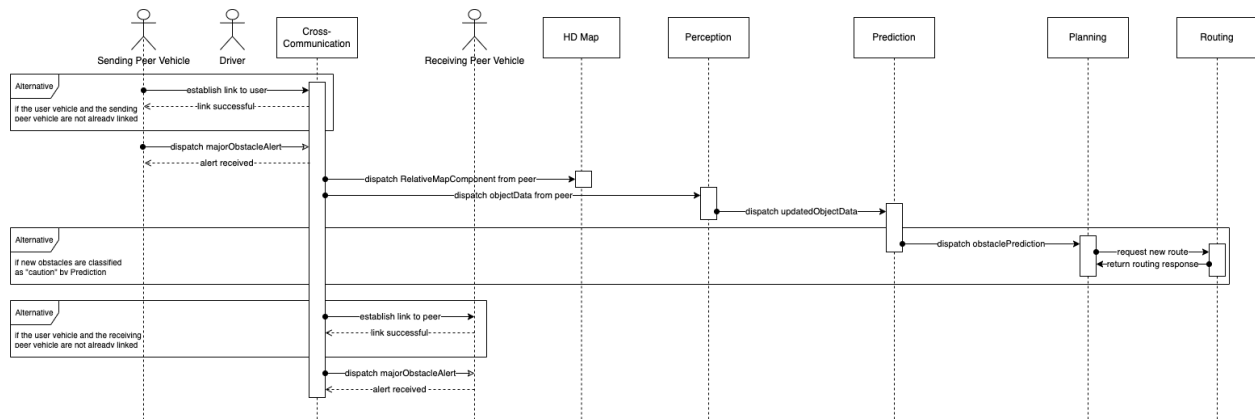 Cross-
Communication
HD Map
Perception
Prediction
Planning
Routing
Sending Peer Vehicle
Driver
Receiving Peer Vehicle
Alternative
if the user vehicle and the sending
peer vehicle are not already linked
establish link to user
link successful
dispatch majorObstacleAlert
alert received
dispatch RelativeMapComponent from peer
dispatch objectData from peer
dispatch updatedObjectData
Alternative
if new obstacles are classified
as "caution" by Prediction
dispatch obstaclePrediction
request new route
return routing response
Alternative
if the user vehicle and the receiving
peer vehicle are not already linked
establish link to peer
link successful
dispatch majorObstacleAlert
alert received